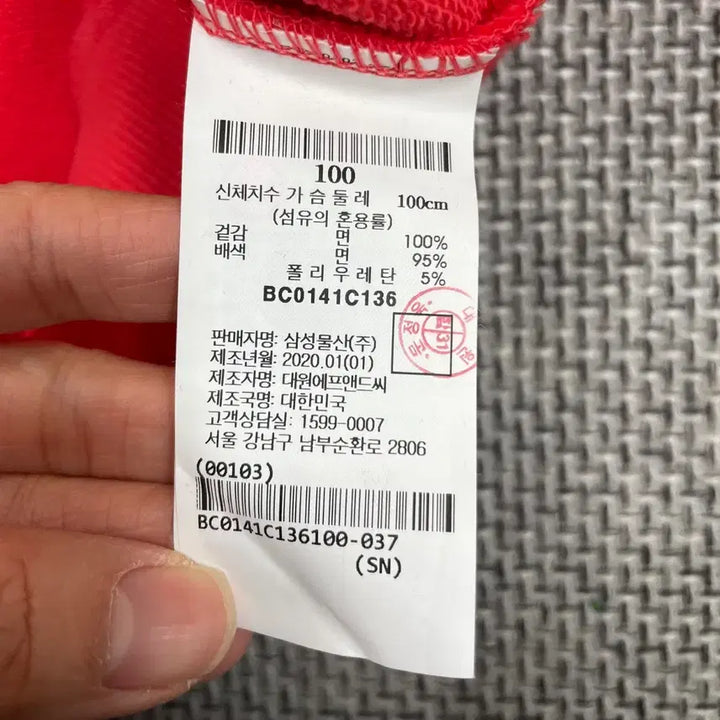 100
신체치수 가슴둘레 100cm
(섬유의 혼용률)
겉감 면 100%
배색 면 95%
폴리우레탄 5%
BC0141C136
판매자명: 삼성물산(주)
제조년월: 2020.01(01)
제조자명: 대원에프앤드씨
제조국명: 대한민국
고객상담실: 1599-0007
서울 강남구 남부순환로 2806
(00103)
BC0141C136100-037
(SN)